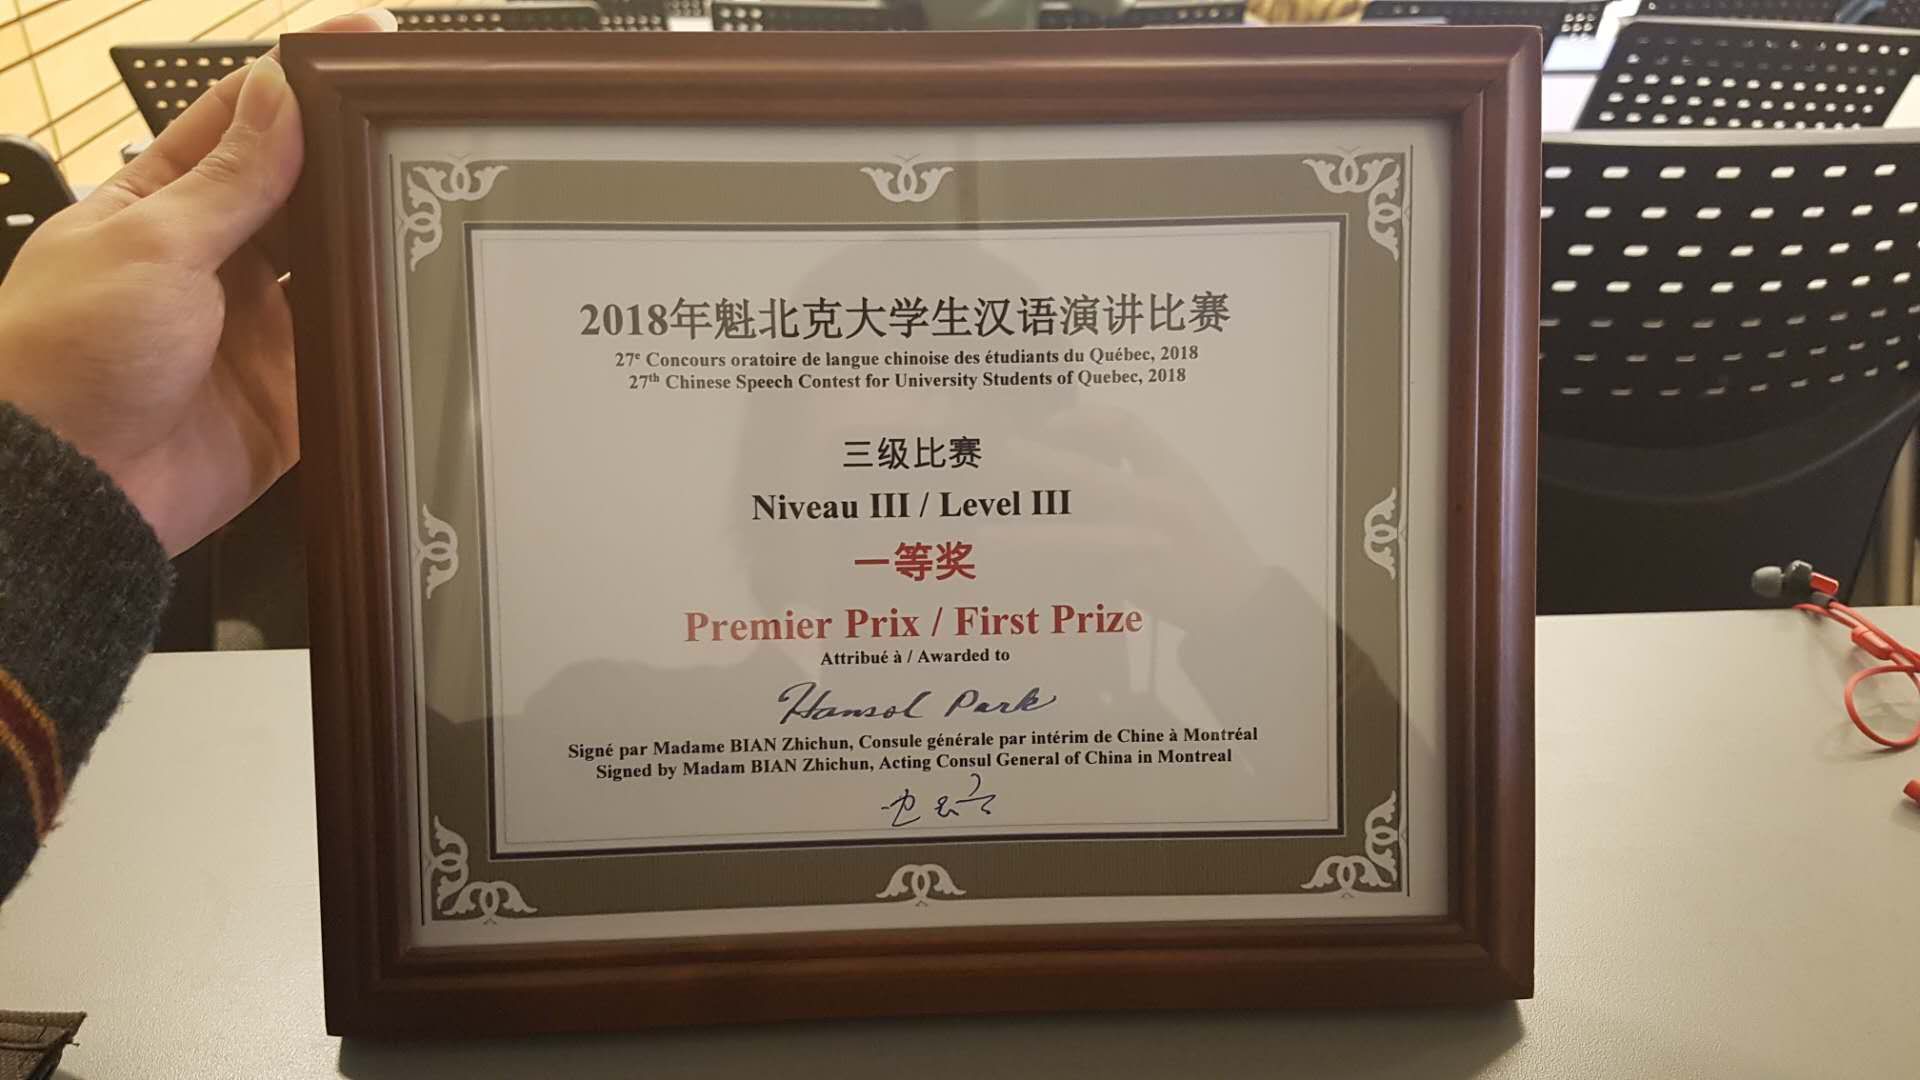 2018年魁北克大学生汉语演讲比赛
27e Concours oratoire de langue chinoise des étudiants du Québec, 2018
27th Chinese Speech Contest for University Students of Quebec, 2018
三级比赛
Niveau III / Level III
一等奖
Premier Prix / First Prize
Attribué à / Awarded to
Hansol Park
Signé par Madame BIAN Zhichun, Consule générale par intérim de Chine à Montréal
Signed by Madam BIAN Zhichun, Acting Consul General of China in Montreal